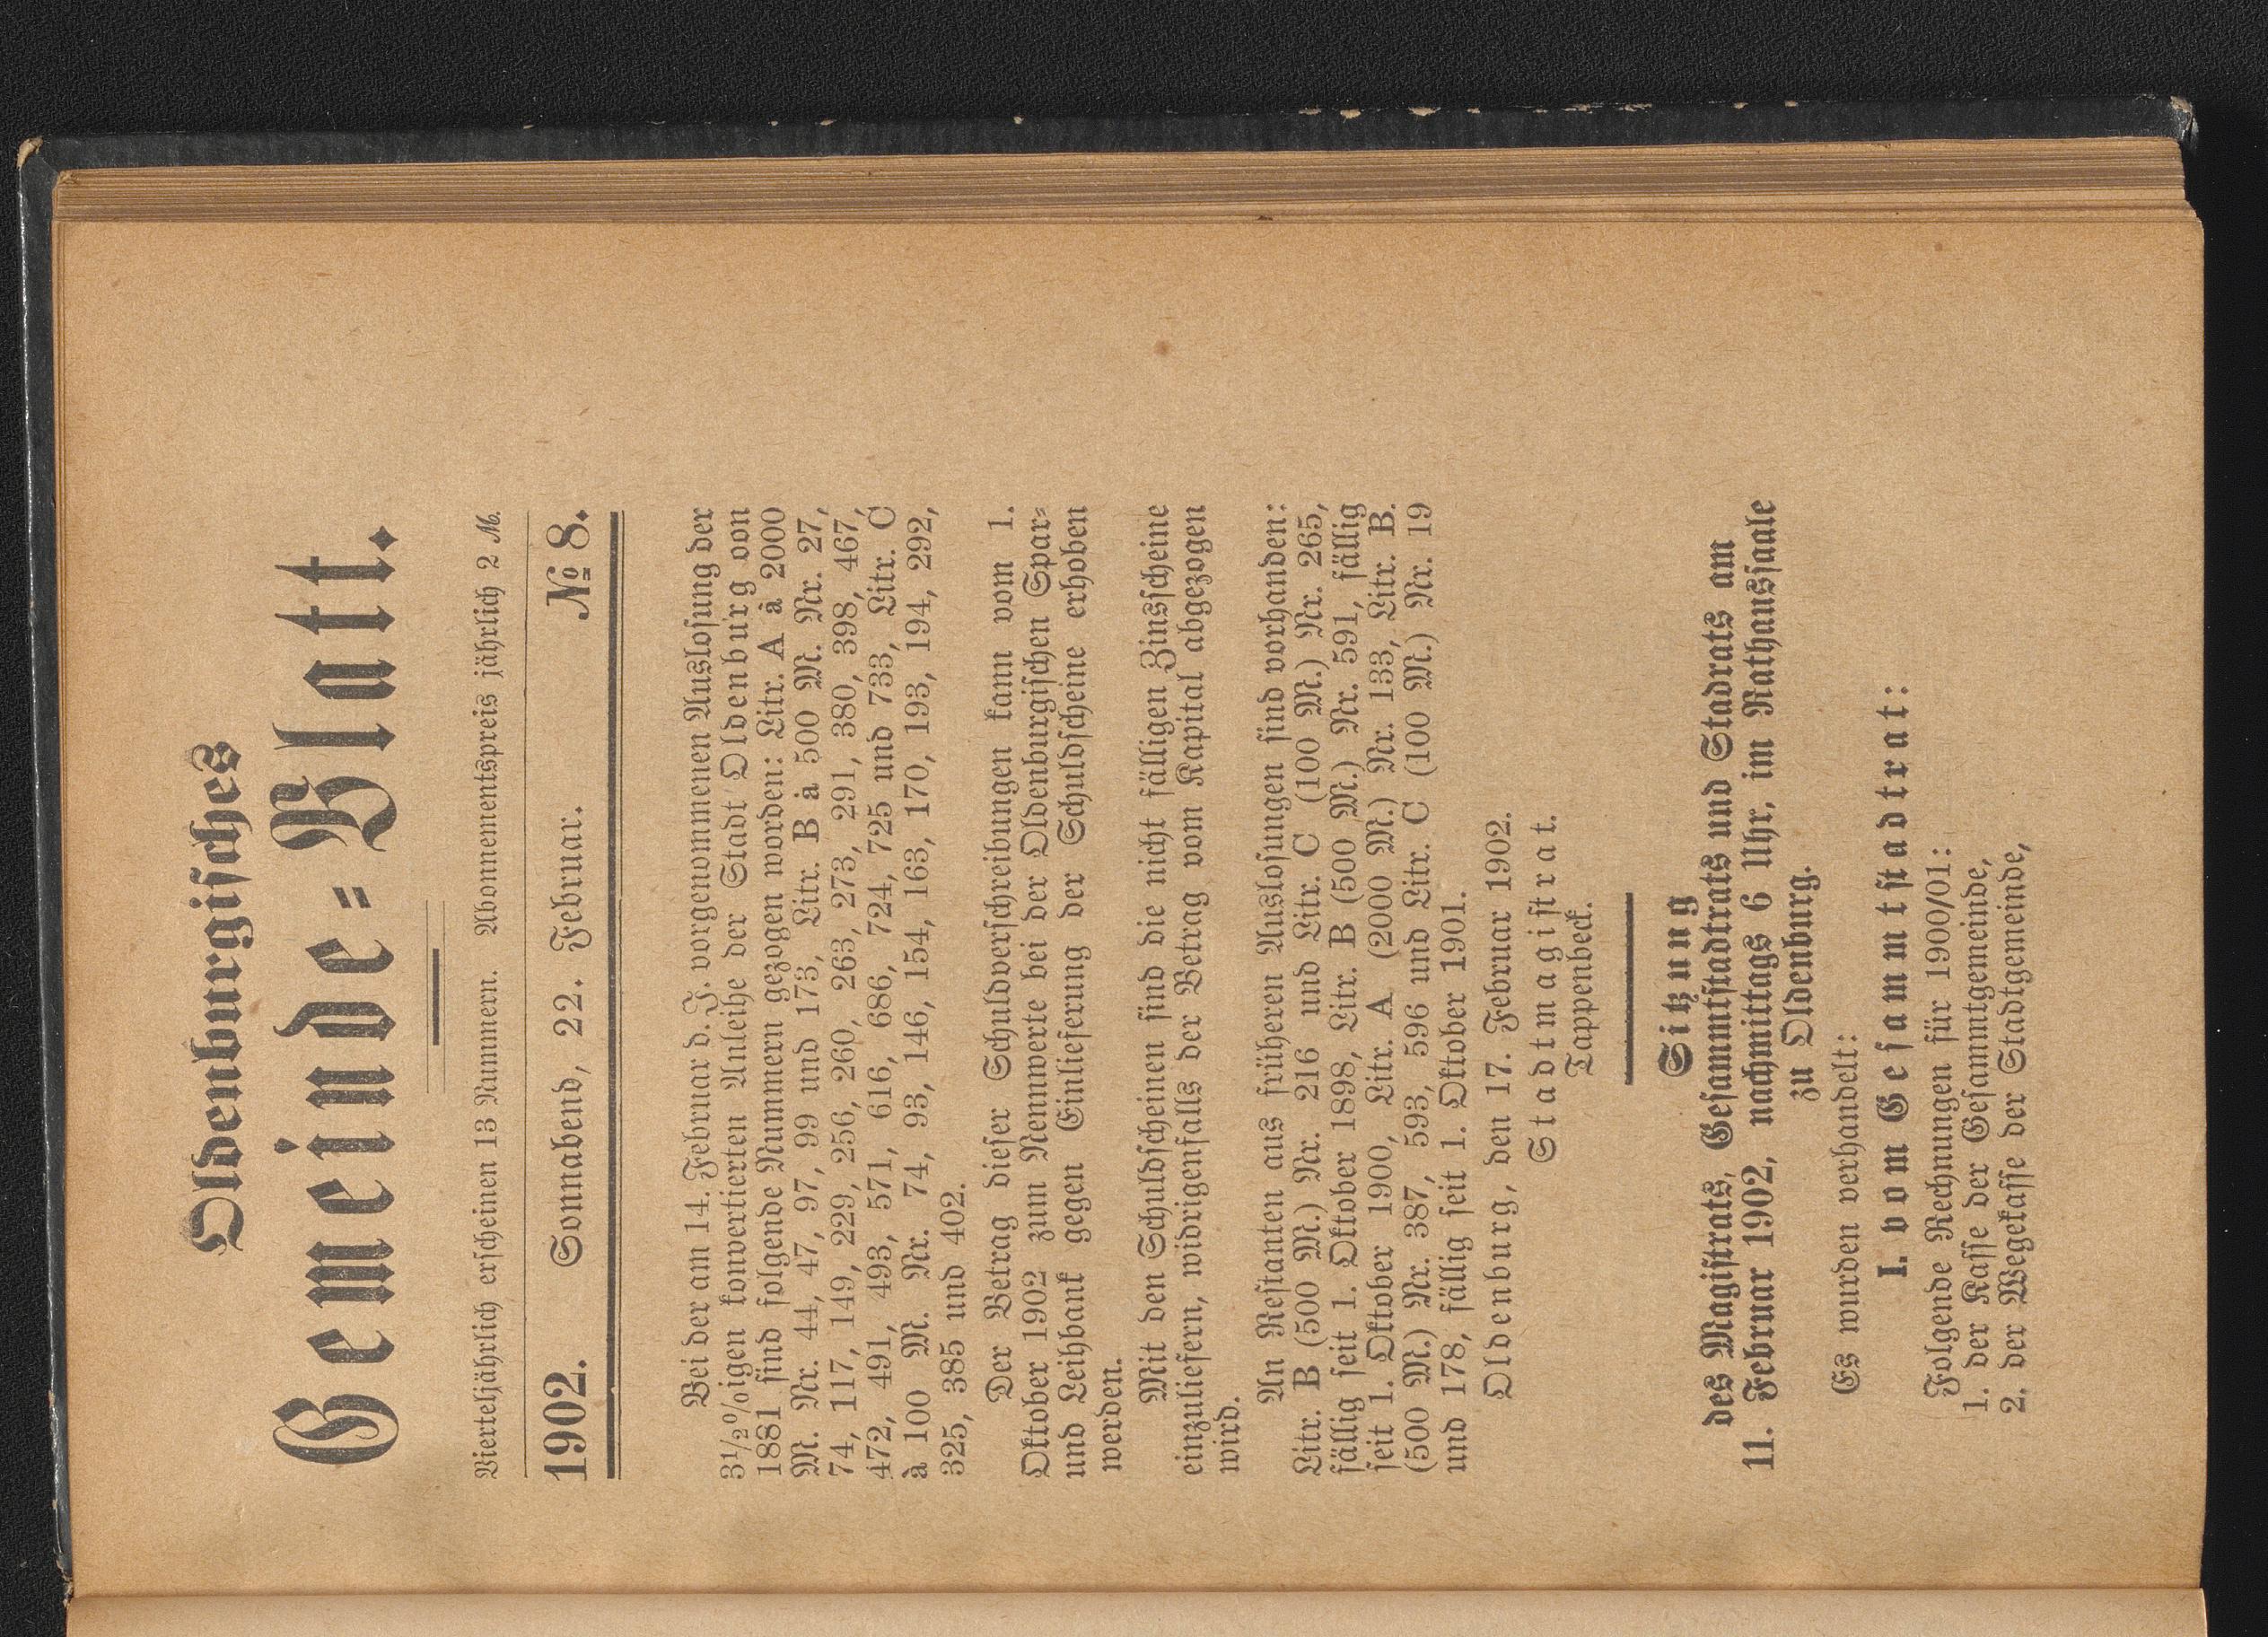 Oldenburgisches
Gemeinde=Blatt.
Vierteljährlich erscheinen 13 Nummern. Abonnementspreis jährlich 2 ℳ.
1902. Sonnabend, 22. Februar. № 8.
Bei der am 14. Februar d. J. vorgenommenen Auslosung der
3½%igen konvertierten Anleihe der Stadt Oldenburg von
1881 sind folgende Nummern gezogen worden: Litr. A à 2000
M. Nr. 44, 47, 97, 99 und 173, Litr. B à 500 M. Nr. 27,
74, 117, 149, 229, 256, 260, 263, 273, 291, 380, 398, 467,
472, 491, 493, 571, 616, 686, 724, 725 und 733, Litr. C
à 100 M. Nr. 74, 93, 146, 154, 163, 170, 193, 194, 292,
325, 385 und 402.
Der Betrag dieser Schuldverschreibungen kann vom 1.
Oktober 1902 zum Nennwerte bei der Oldenburgischen Spar=
und Leihbank gegen Einlieferung der Schuldscheine erhoben
werden.
Mit den Schuldscheinen sind die nicht fälligen Zinsscheine
einzuliefern, widrigenfalls der Betrag vom Kapital abgezogen
wird.
An Restanten aus früheren Auslosungen sind vorhanden:
Litr. B (500 M.) Nr. 216 und Litr. C (100 M.) Nr. 265,
fällig seit 1. Oktober 1898, Litr. B (500 M.) Nr. 591, fällig
seit 1. Oktober 1900, Litr. A (2000 M.) Nr. 133, Litr. B.
(500 M.) Nr. 387, 593, 596 und Litr. C (100 M.) Nr. 19
und 178, fällig seit 1. Oktober 1901.
Oldenburg, den 17. Februar 1902.
Stadtmagistrat.
Tappenbeck.
Sitzung
des Magistrats, Gesammtstadtrats und Stadrats am
11. Februar 1902, nachmittags 6 Uhr, im Rathaussaale
zu Oldenburg.
Es wurden verhandelt:
I. vom Gesammtstadtrat:
Folgende Rechnungen für 1900/01:
1. der Kasse der Gesammtgemeinde,
2. der Wegekasse der Stadtgemeinde,